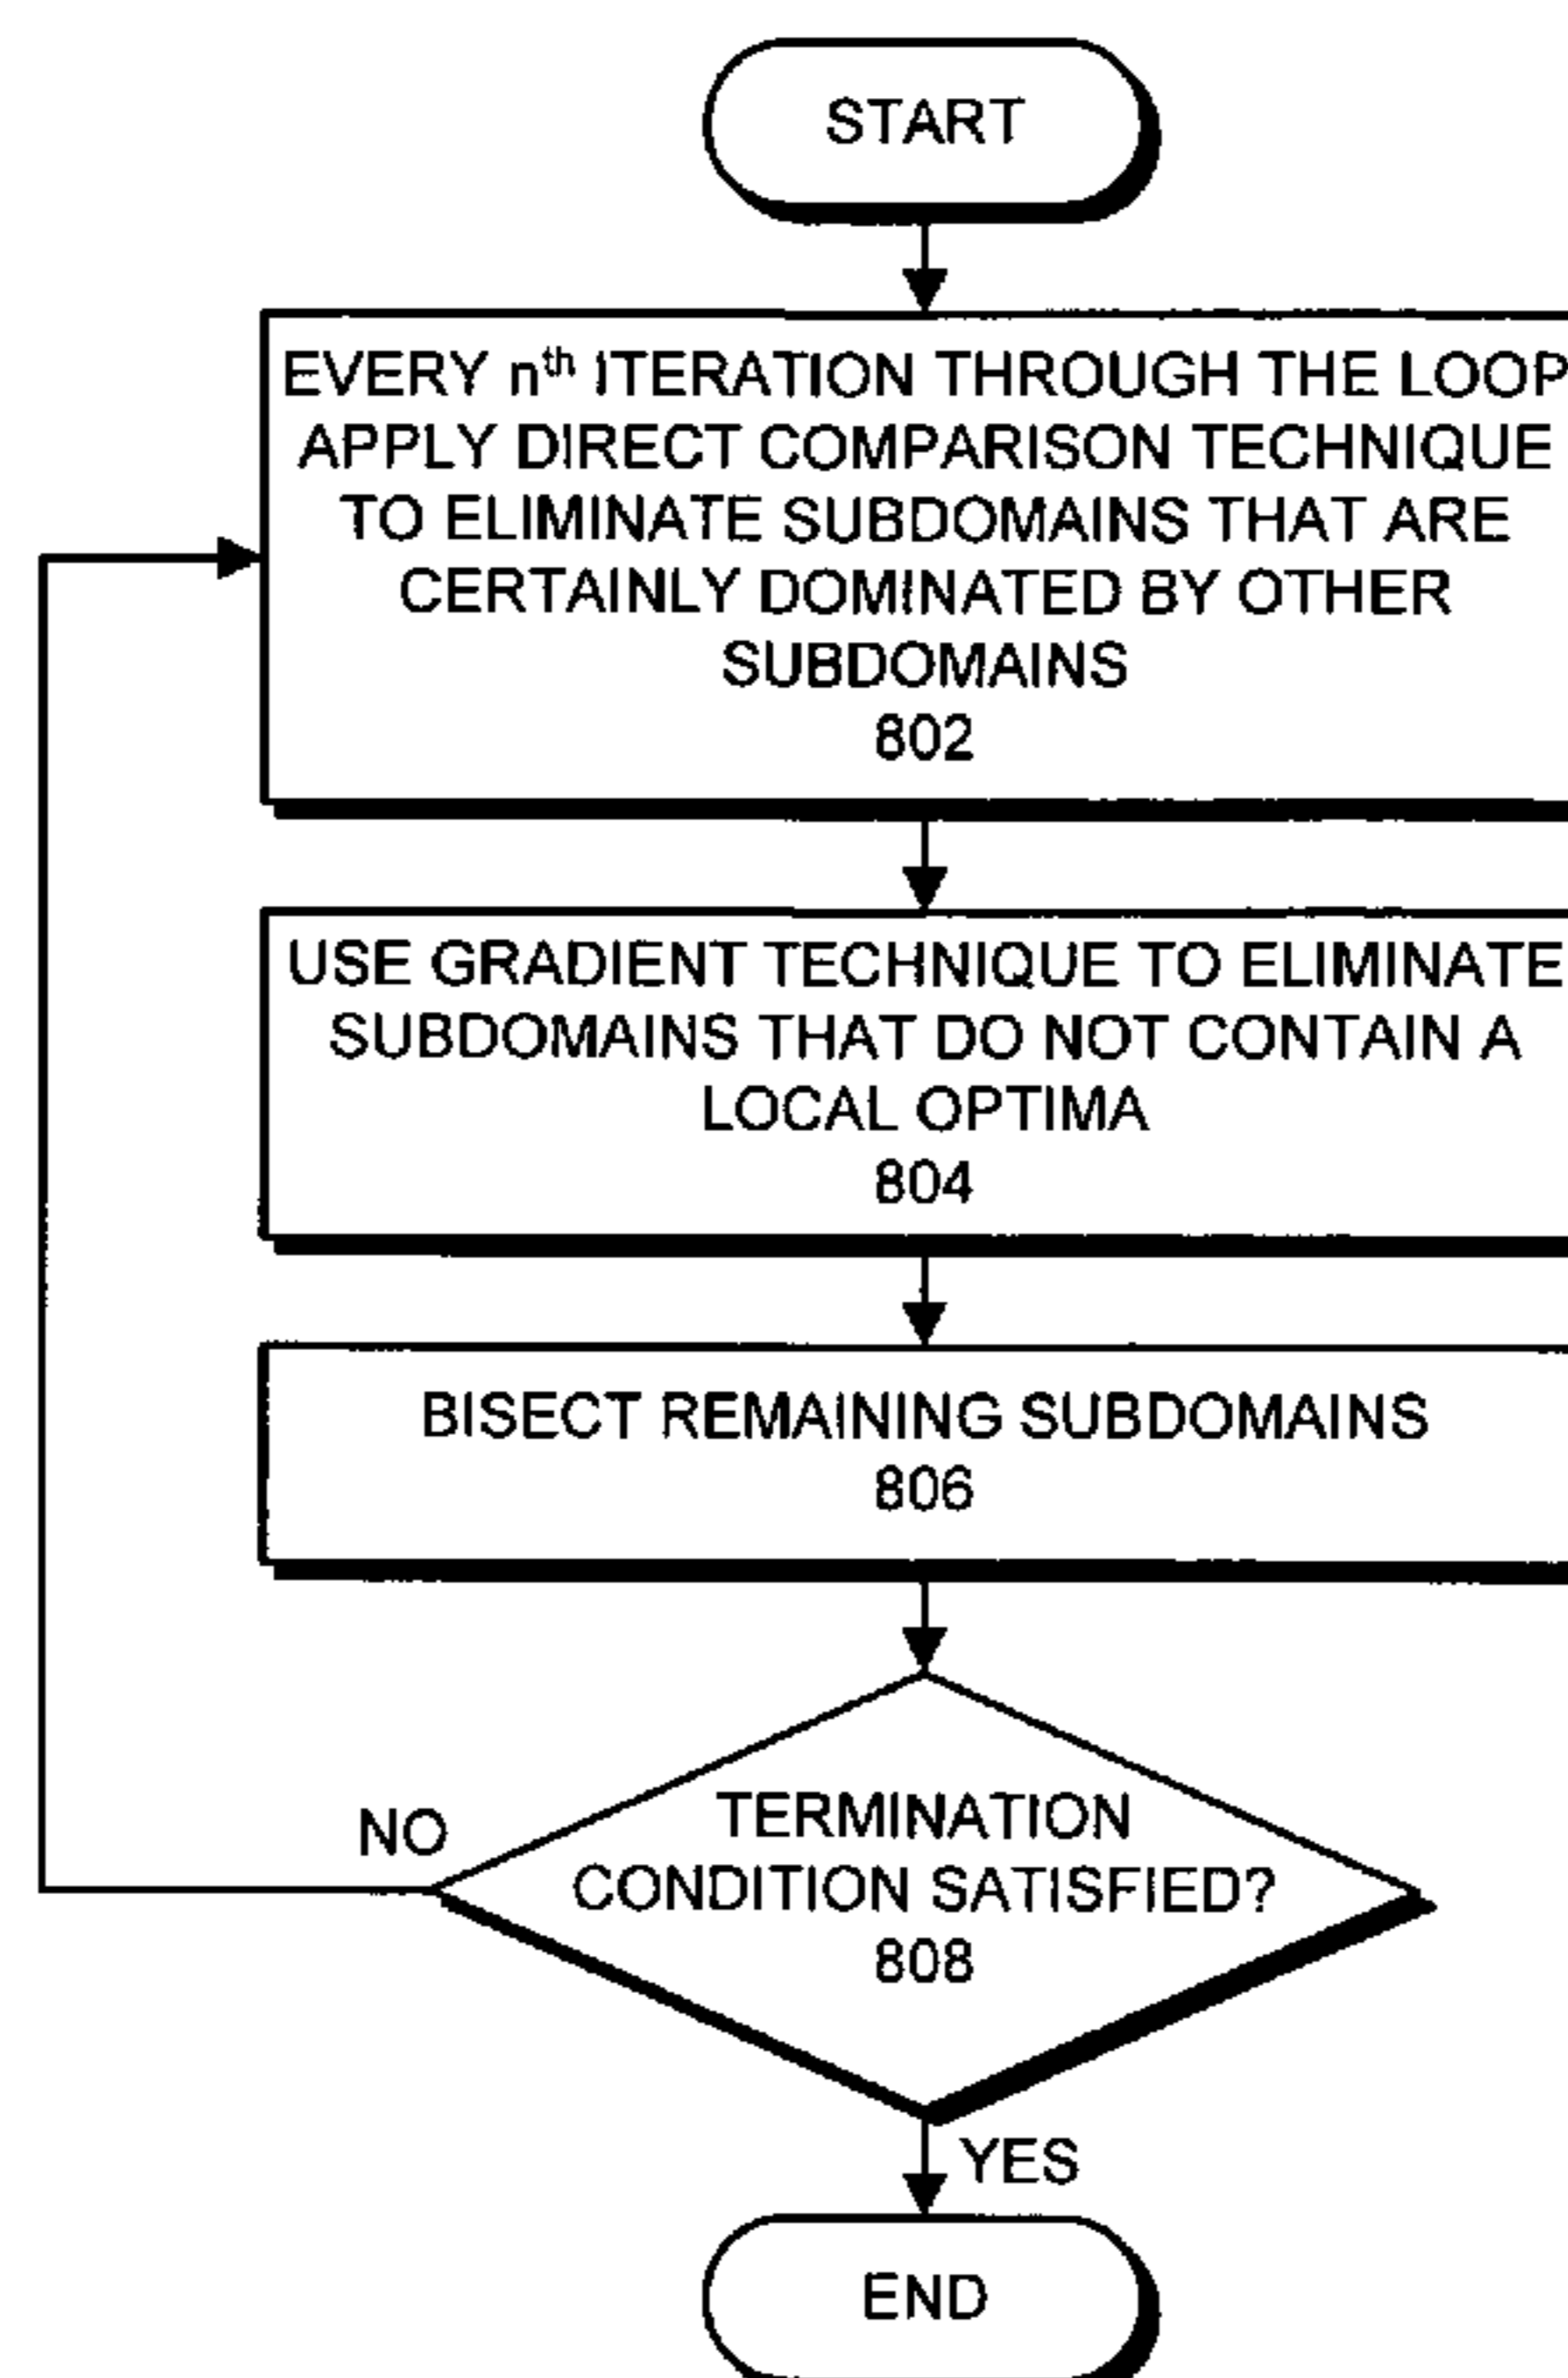 START
EVERY nth ITERATION THROUGH THE LOOP
APPLY DIRECT COMPARISON TECHNIQUE
TO ELIMINATE SUBDOMAINS THAT ARE
CERTAINLY DOMINATED BY OTHER
SUBDOMAINS
802
USE GRADIENT TECHNIQUE TO ELIMINATE
SUBDOMAINS THAT DO NOT CONTAIN A
LOCAL OPTIMA
804
BISECT REMAINING SUBDOMAINS
806
TERMINATION
CONDITION SATISFIED?
808
NO
YES
END